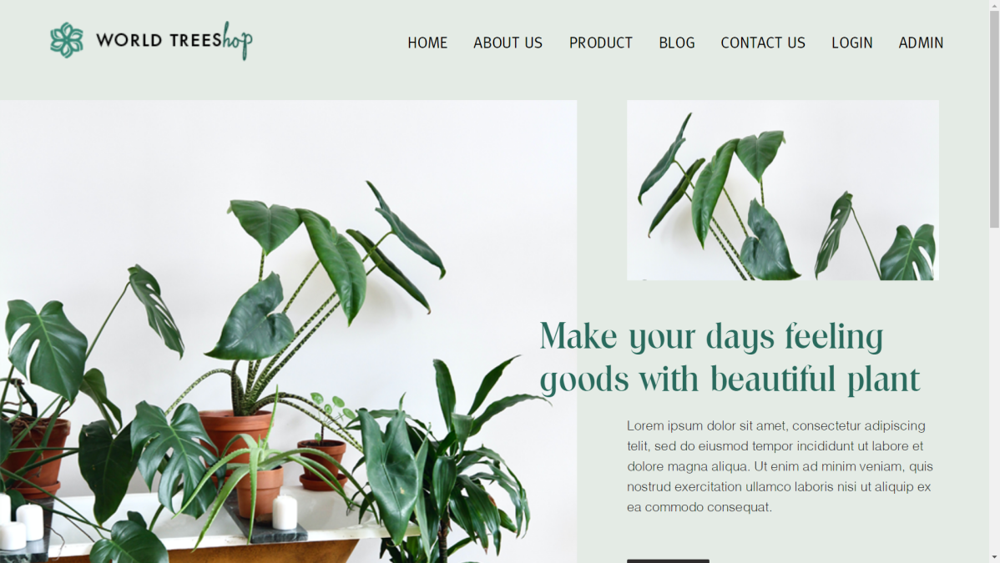 WORLD TREEShop
HOME ABOUT US PRODUCT BLOG CONTACT US LOGIN ADMIN
Make your days feeling
goods with beautiful plant
Lorem ipsum dolor sit amet, consectetur adipiscing
telit, sed do eiusmod tempor incididunt ut labore et
dolore magna aliqua. Ut enim ad minim veniam, quis
nostrud exercitation ullamco laboris nisi ut aliquip ex
ea commodo consequat.